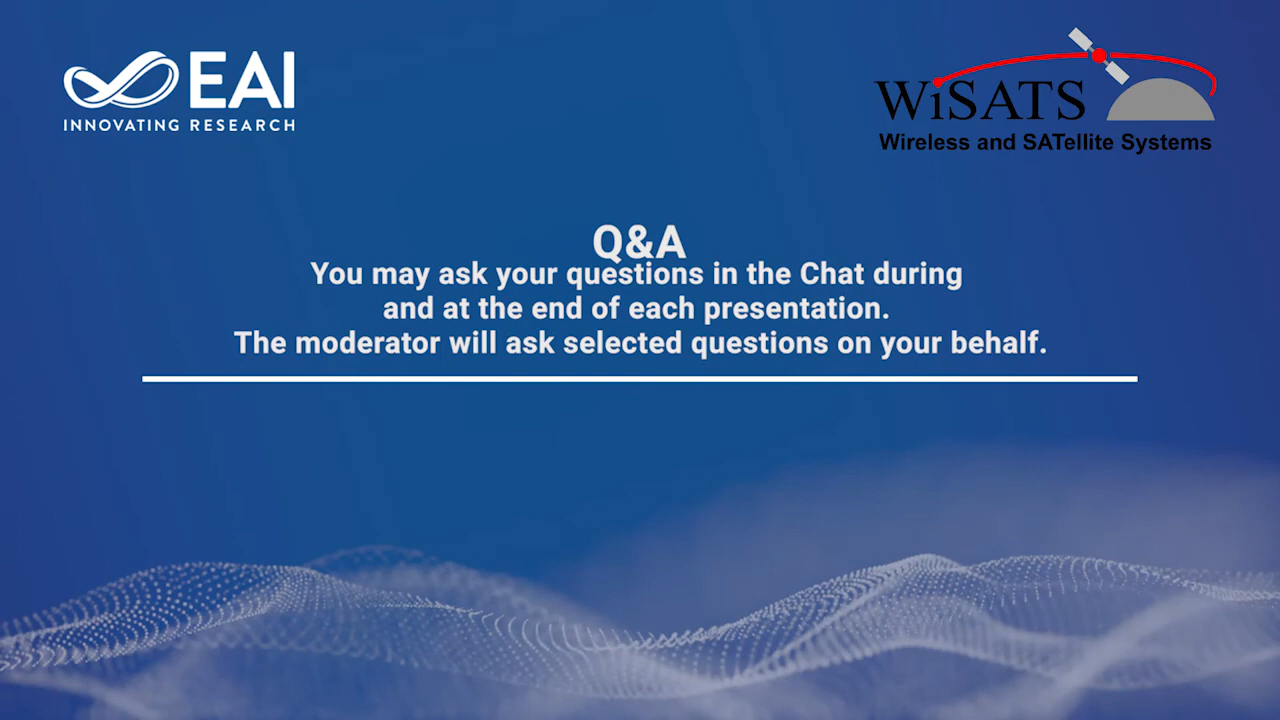 EAI
INNOVATING RESEARCH
WiSATS
Wireless and SATellite Systems
Q&A
You may ask your questions in the Chat during
and at the end of each presentation.
The moderator will ask selected questions on your behalf.